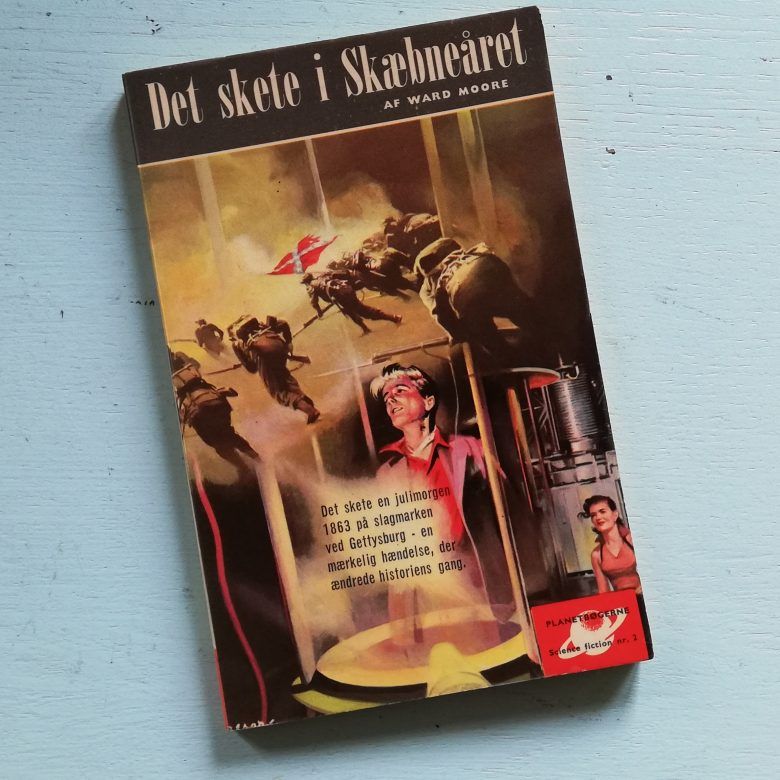 Det skete i Skæbneåret
AF WARD MOORE
Det skete en julimorgen
1863 på slagmarken
ved Gettysburg - en
mærkelig hændelse, der
ændrede historiens gang.
PLANETBØGERNE
Science fiction nr. 2